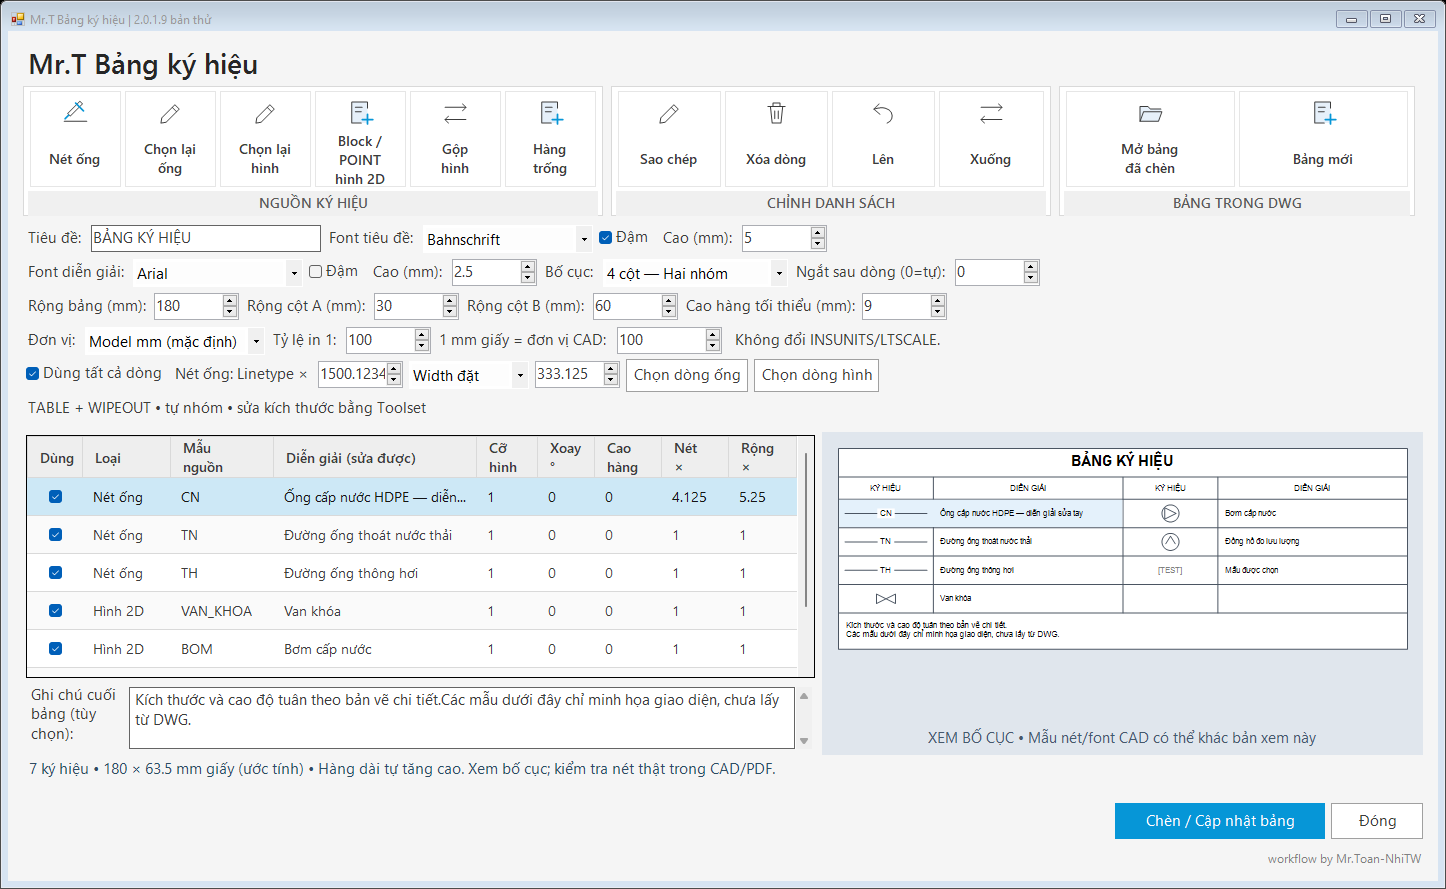 Mr.T Bảng ký hiệu | 2.0.1.9 bản thử
Mr.T Bảng ký hiệu
Nét ống
Chọn lại ống
Chọn lại hình
Block / POINT hình 2D
Gộp hình
Hàng trống
NGUỒN KÝ HIỆU
Sao chép
Xóa dòng
Lên
Xuống
CHỈNH DANH SÁCH
Mở bảng đã chèn
Bảng mới
BẢNG TRONG DWG
Tiêu đề: BẢNG KÝ HIỆU Font tiêu đề: Bahnschrift Đậm Cao (mm): 5
Font diễn giải: Arial Đậm Cao (mm): 2.5 Bố cục: 4 cột — Hai nhóm Ngắt sau dòng (0=tự): 0
Rộng bảng (mm): 180 Rộng cột A (mm): 30 Rộng cột B (mm): 60 Cao hàng tối thiểu (mm): 9
Đơn vị: Model mm (mặc định) Tỷ lệ in 1: 100 1 mm giấy = đơn vị CAD: 100 Không đổi INSUNITS/LTSCALE.
Dùng tất cả dòng Nét ống: Linetype × 1500.1234 Width đặt 333.125 Chọn dòng ống Chọn dòng hình
TABLE + WIPEOUT • tự nhóm • sửa kích thước bằng Toolset
Dùng Loại Mẫu nguồn Diễn giải (sửa được) Cỡ hình Xoay ° Cao hàng Nét × Rộng ×
Nét ống CN Ống cấp nước HDPE — diễn... 1 0 0 4.125 5.25
Nét ống TN Đường ống thoát nước thải 1 0 0 1 1
Nét ống TH Đường ống thông hơi 1 0 0 1 1
Hình 2D VAN_KHOA Van khóa 1 0 0 1 1
Hình 2D BOM Bơm cấp nước 1 0 0 1 1
Ghi chú cuối bảng (tùy chọn):
Kích thước và cao độ tuân theo bản vẽ chi tiết.Các mẫu dưới đây chỉ minh họa giao diện, chưa lấy
từ DWG.
7 ký hiệu • 180 × 63.5 mm giấy (ước tính) • Hàng dài tự tăng cao. Xem bố cục; kiểm tra nét thật trong CAD/PDF.
BẢNG KÝ HIỆU
KÝ HIỆU DIỄN GIẢI KÝ HIỆU DIỄN GIẢI
CN Ống cấp nước HDPE — diễn giải sửa tay Bơm cấp nước
TN Đường ống thoát nước thải Đồng hồ đo lưu lượng
TH Đường ống thông hơi [TEST] Mẫu được chọn
Van khóa
Kích thước và cao độ tuân theo bản vẽ chi tiết.
Các mẫu dưới đây chỉ minh họa giao diện, chưa lấy từ DWG.
XEM BỐ CỤC • Mẫu nét/font CAD có thể khác bản xem này
Chèn / Cập nhật bảng
Đóng
workflow by Mr.Toan-NhiTW